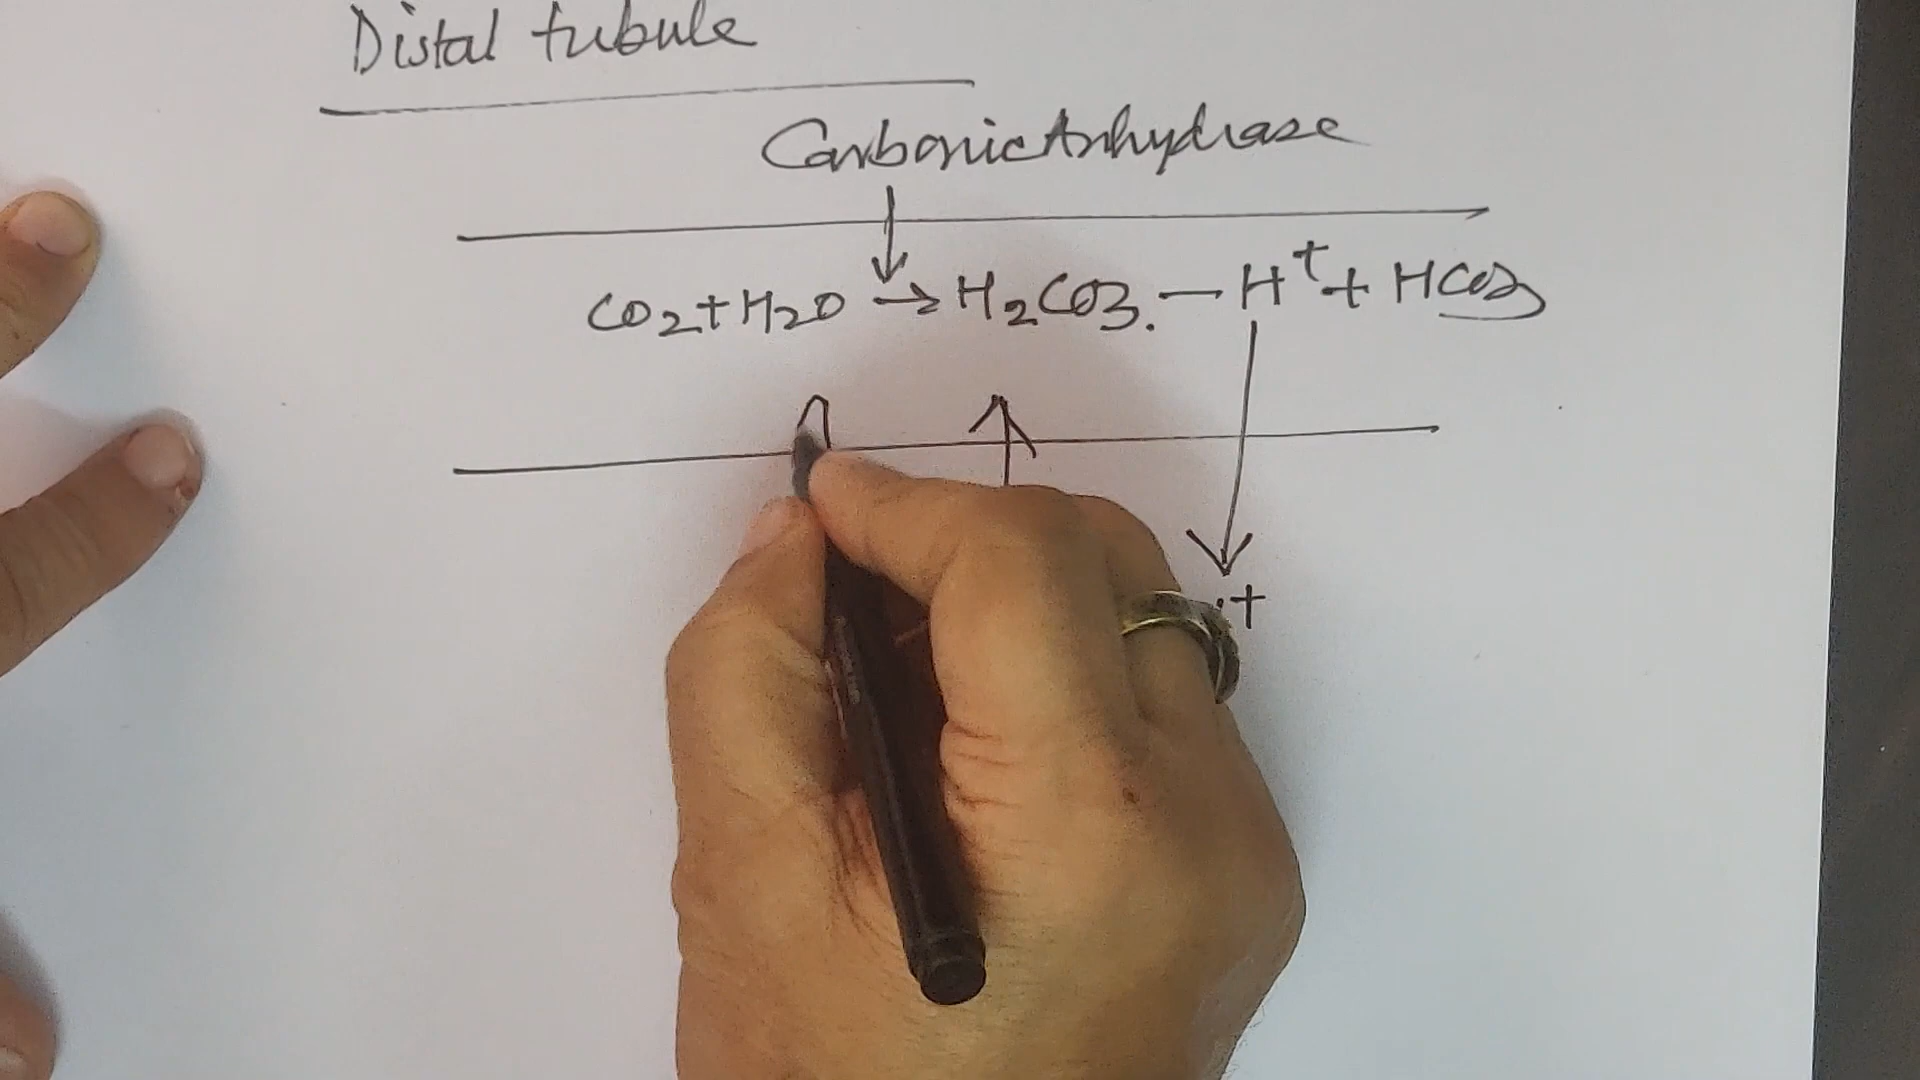 Distal tubule
Carbonic Anhydrase
CO2+H2O → H2CO3. — H+ + HCO3
+